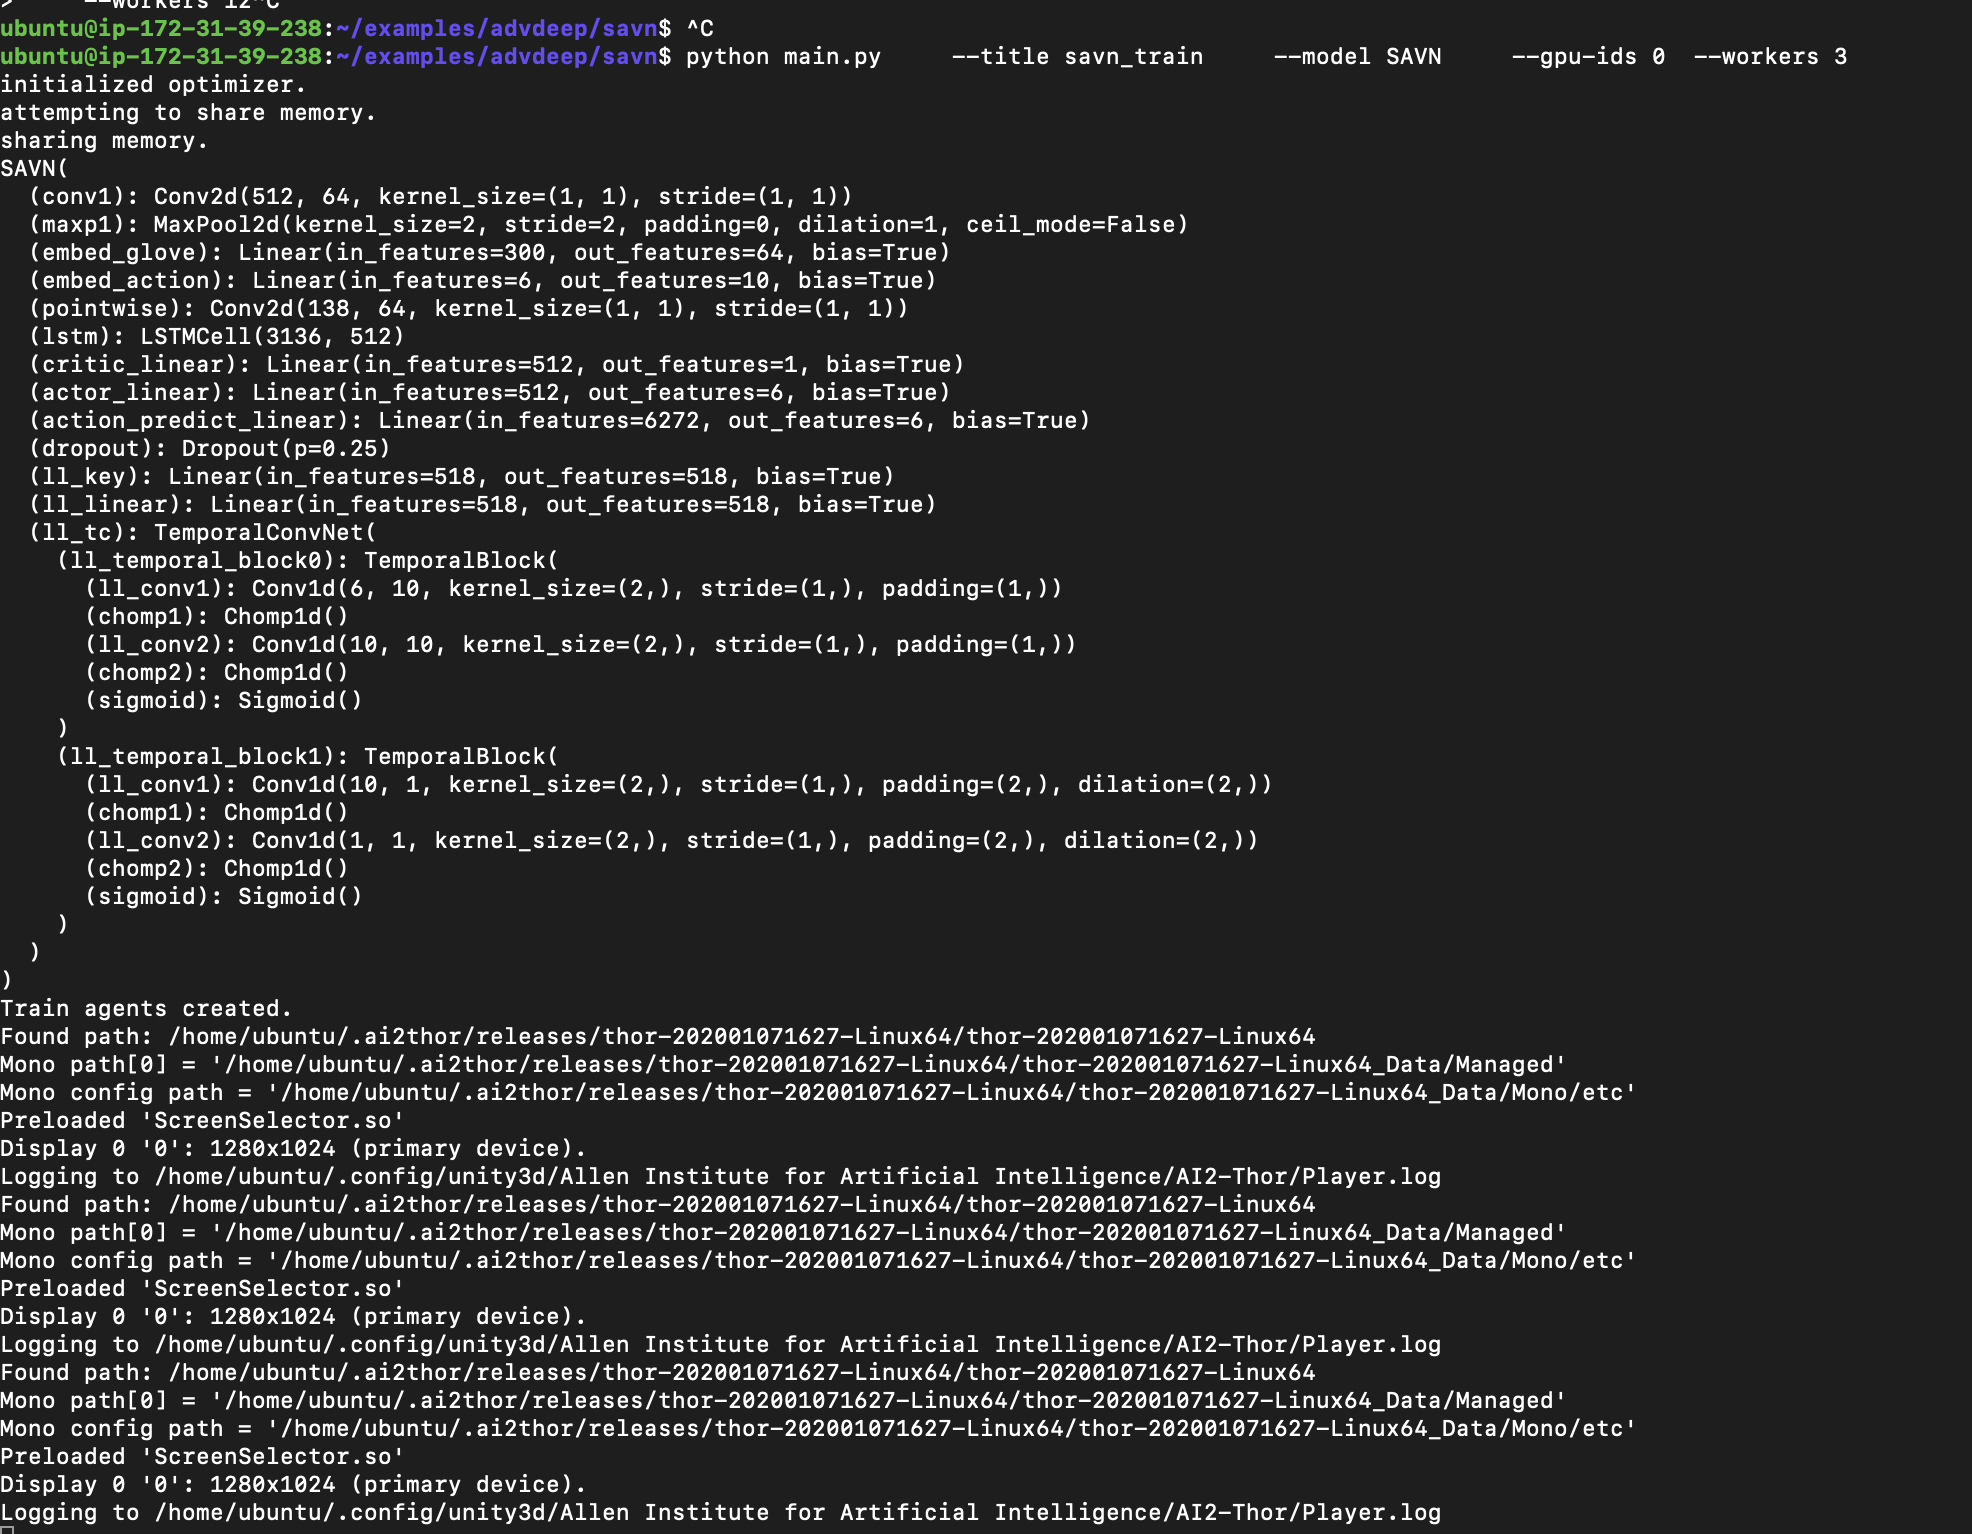 >     --workers 12^C
ubuntu@ip-172-31-39-238:~/examples/advdeep/savn$ ^C
ubuntu@ip-172-31-39-238:~/examples/advdeep/savn$ python main.py     --title savn_train     --model SAVN     --gpu-ids 0  --workers 3
initialized optimizer.
attempting to share memory.
sharing memory.
SAVN(
  (conv1): Conv2d(512, 64, kernel_size=(1, 1), stride=(1, 1))
  (maxp1): MaxPool2d(kernel_size=2, stride=2, padding=0, dilation=1, ceil_mode=False)
  (embed_glove): Linear(in_features=300, out_features=64, bias=True)
  (embed_action): Linear(in_features=6, out_features=10, bias=True)
  (pointwise): Conv2d(138, 64, kernel_size=(1, 1), stride=(1, 1))
  (lstm): LSTMCell(3136, 512)
  (critic_linear): Linear(in_features=512, out_features=1, bias=True)
  (actor_linear): Linear(in_features=512, out_features=6, bias=True)
  (action_predict_linear): Linear(in_features=6272, out_features=6, bias=True)
  (dropout): Dropout(p=0.25)
  (ll_key): Linear(in_features=518, out_features=518, bias=True)
  (ll_linear): Linear(in_features=518, out_features=518, bias=True)
  (ll_tc): TemporalConvNet(
    (ll_temporal_block0): TemporalBlock(
      (ll_conv1): Conv1d(6, 10, kernel_size=(2,), stride=(1,), padding=(1,))
      (chomp1): Chomp1d()
      (ll_conv2): Conv1d(10, 10, kernel_size=(2,), stride=(1,), padding=(1,))
      (chomp2): Chomp1d()
      (sigmoid): Sigmoid()
    )
    (ll_temporal_block1): TemporalBlock(
      (ll_conv1): Conv1d(10, 1, kernel_size=(2,), stride=(1,), padding=(2,), dilation=(2,))
      (chomp1): Chomp1d()
      (ll_conv2): Conv1d(1, 1, kernel_size=(2,), stride=(1,), padding=(2,), dilation=(2,))
      (chomp2): Chomp1d()
      (sigmoid): Sigmoid()
    )
  )
)
Train agents created.
Found path: /home/ubuntu/.ai2thor/releases/thor-202001071627-Linux64/thor-202001071627-Linux64
Mono path[0] = '/home/ubuntu/.ai2thor/releases/thor-202001071627-Linux64/thor-202001071627-Linux64_Data/Managed'
Mono config path = '/home/ubuntu/.ai2thor/releases/thor-202001071627-Linux64/thor-202001071627-Linux64_Data/Mono/etc'
Preloaded 'ScreenSelector.so'
Display 0 '0': 1280x1024 (primary device).
Logging to /home/ubuntu/.config/unity3d/Allen Institute for Artificial Intelligence/AI2-Thor/Player.log
Found path: /home/ubuntu/.ai2thor/releases/thor-202001071627-Linux64/thor-202001071627-Linux64
Mono path[0] = '/home/ubuntu/.ai2thor/releases/thor-202001071627-Linux64/thor-202001071627-Linux64_Data/Managed'
Mono config path = '/home/ubuntu/.ai2thor/releases/thor-202001071627-Linux64/thor-202001071627-Linux64_Data/Mono/etc'
Preloaded 'ScreenSelector.so'
Display 0 '0': 1280x1024 (primary device).
Logging to /home/ubuntu/.config/unity3d/Allen Institute for Artificial Intelligence/AI2-Thor/Player.log
Found path: /home/ubuntu/.ai2thor/releases/thor-202001071627-Linux64/thor-202001071627-Linux64
Mono path[0] = '/home/ubuntu/.ai2thor/releases/thor-202001071627-Linux64/thor-202001071627-Linux64_Data/Managed'
Mono config path = '/home/ubuntu/.ai2thor/releases/thor-202001071627-Linux64/thor-202001071627-Linux64_Data/Mono/etc'
Preloaded 'ScreenSelector.so'
Display 0 '0': 1280x1024 (primary device).
Logging to /home/ubuntu/.config/unity3d/Allen Institute for Artificial Intelligence/AI2-Thor/Player.log